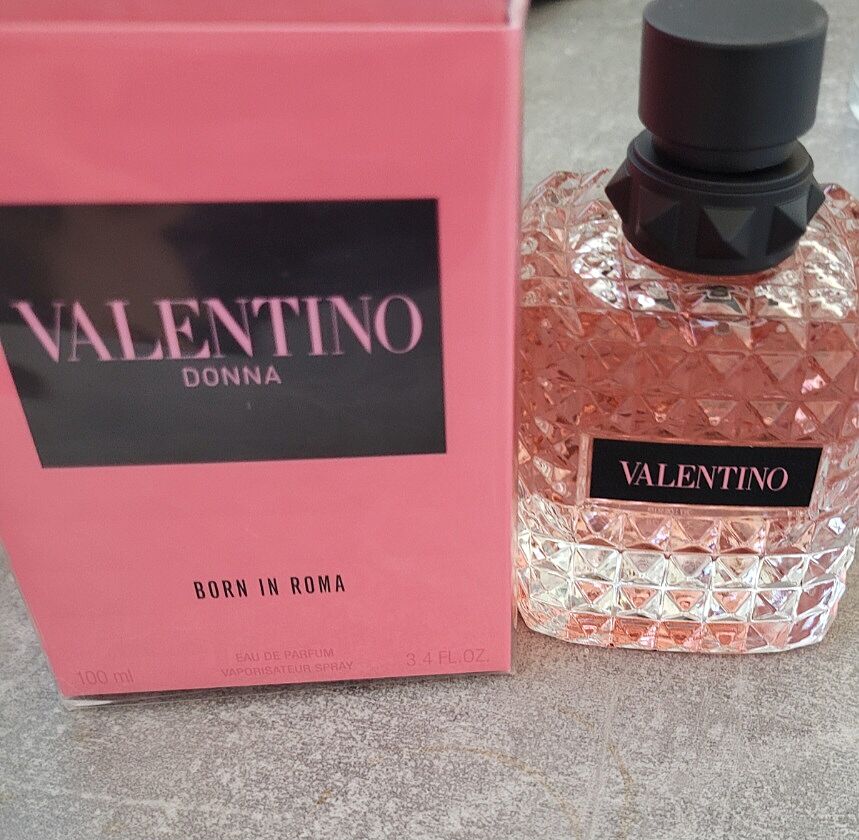 VALENTINO
DONNA
BORN IN ROMA
EAU DE PARFUM
VAPORISATEUR SPRAY
100 ml
3.4 FL.OZ.
VALENTINO